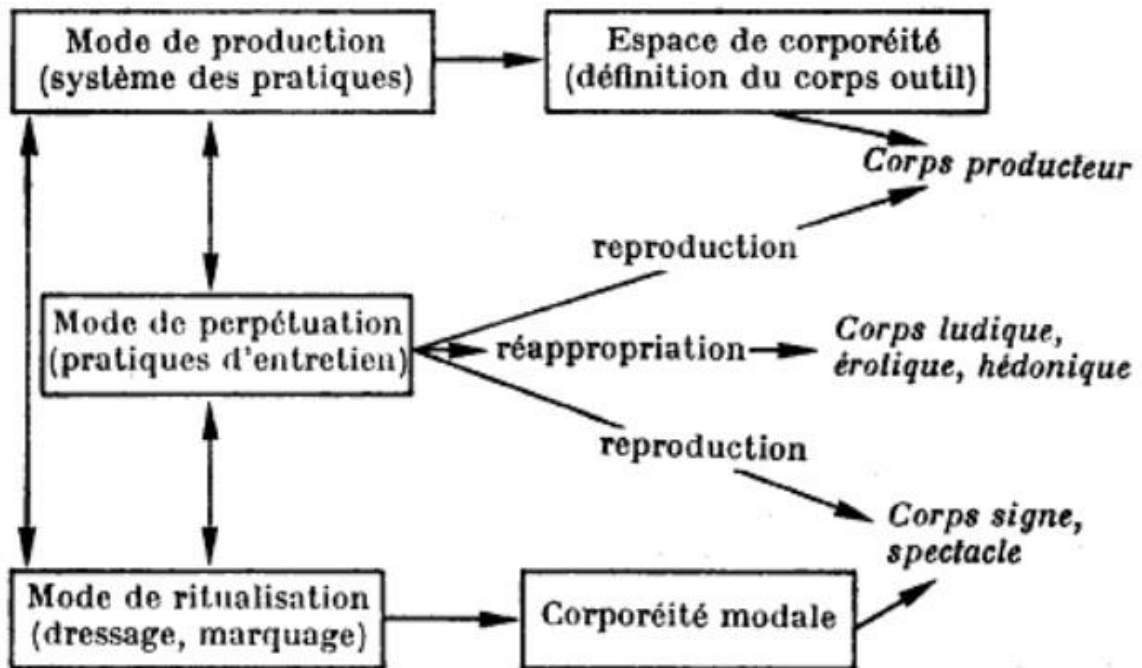 Mode de production
(système des pratiques)
Espace de corporéité
(définition du corps outil)
Corps producteur
reproduction
Mode de perpétuation
(pratiques d'entretien)
réappropriation
Corps ludique,
érotique, hédonique
reproduction
Corps signe,
spectacle
Mode de ritualisation
(dressage, marquage)
Corporéité modale